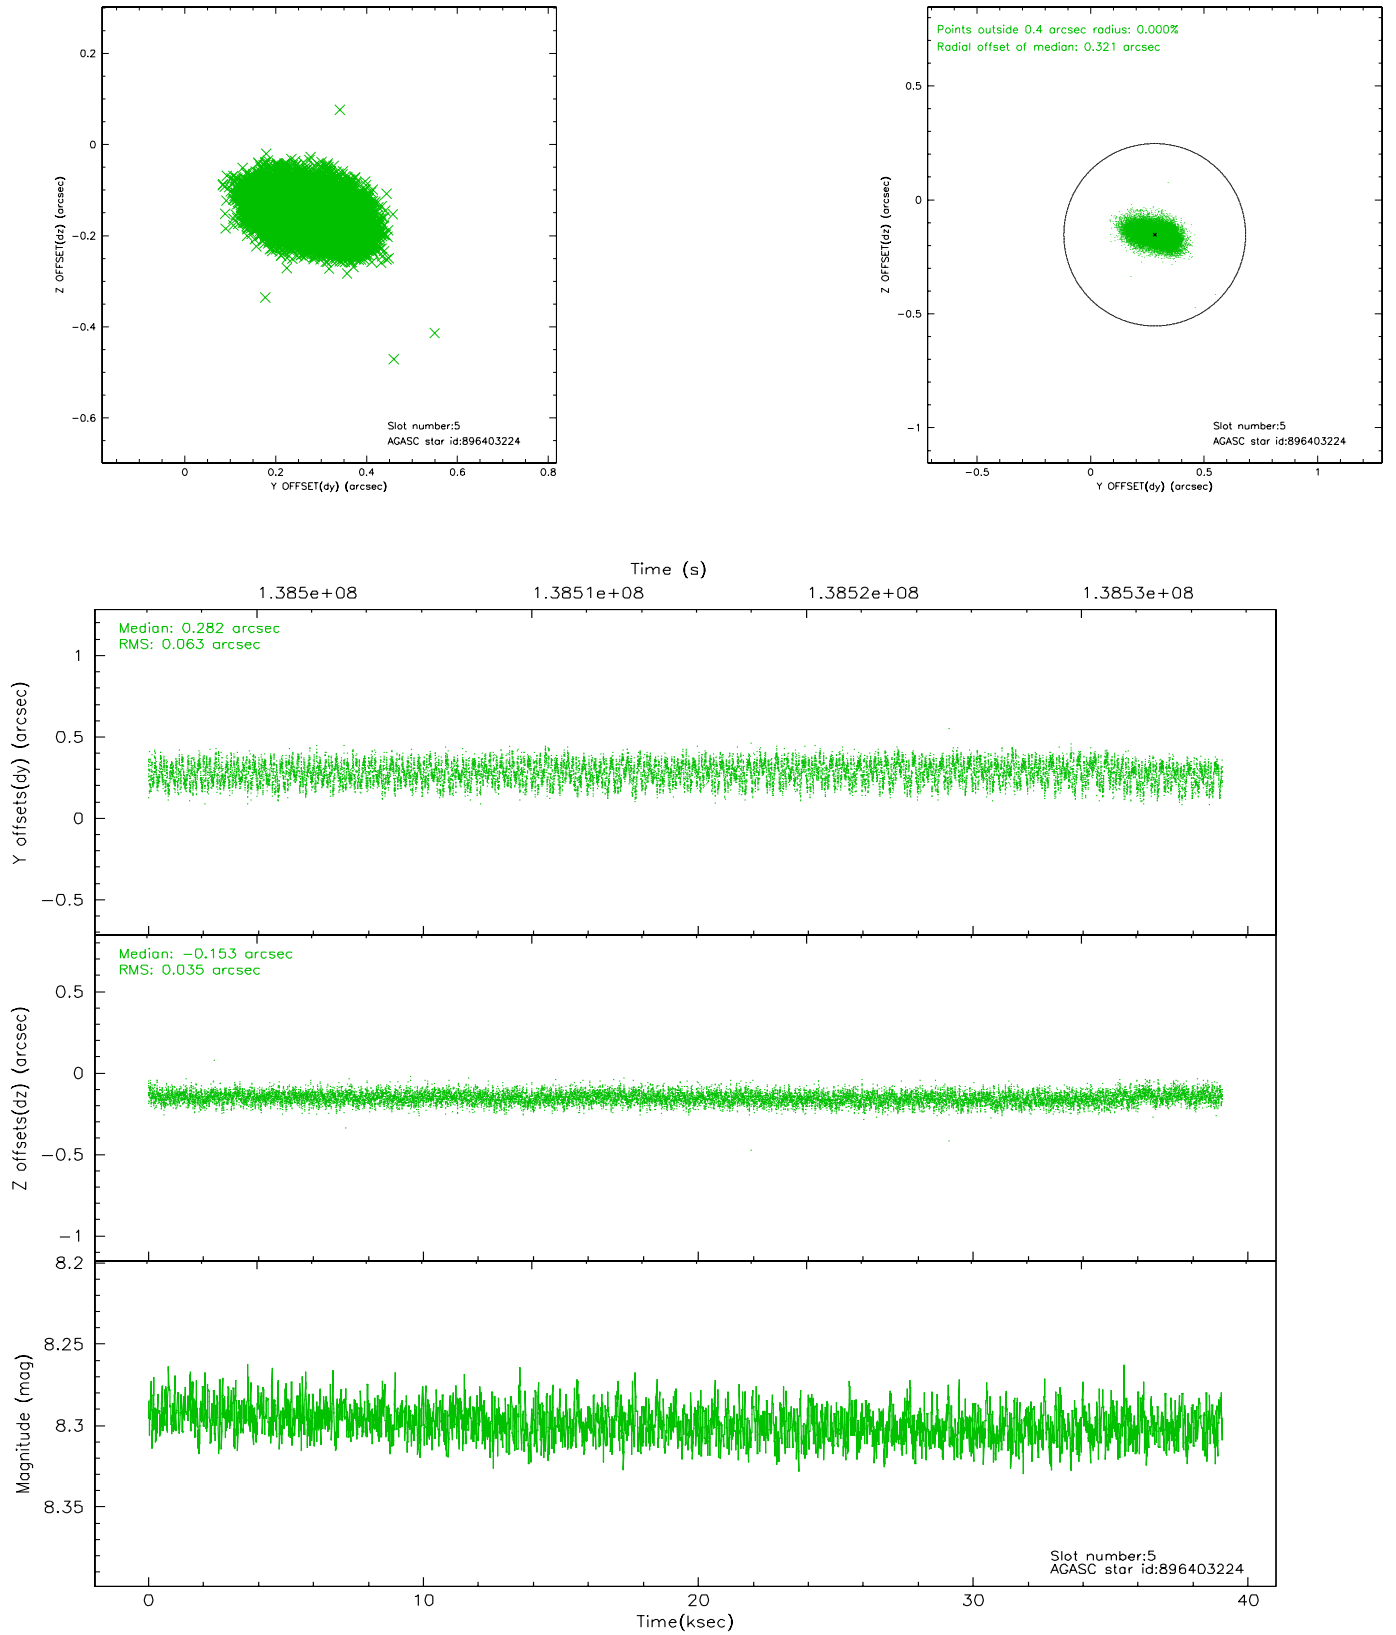 0.2
0
−0.2
−0.4
−0.6
Z OFFSET(dz) (arcsec)
Slot number:5
AGASC star id:896403224
0
0.2
0.4
0.6
0.8
Y OFFSET(dy) (arcsec)
Points outside 0.4 arcsec radius: 0.000%
Radial offset of median: 0.321 arcsec
0.5
0
−0.5
−1
Z OFFSET(dz) (arcsec)
Slot number:5
AGASC star id:896403224
−0.5
0
0.5
1
Y OFFSET(dy) (arcsec)
Time (s)
1.385e+08
1.3851e+08
1.3852e+08
1.3853e+08
Median: 0.282 arcsec
RMS: 0.063 arcsec
1
0.5
0
−0.5
Y offsets(dy) (arcsec)
Median: −0.153 arcsec
RMS: 0.035 arcsec
0.5
0
−0.5
−1
Z offsets(dz) (arcsec)
8.2
8.25
8.3
8.35
Magnitude (mag)
Slot number:5
AGASC star id:896403224
0
10
20
30
40
Time(ksec)